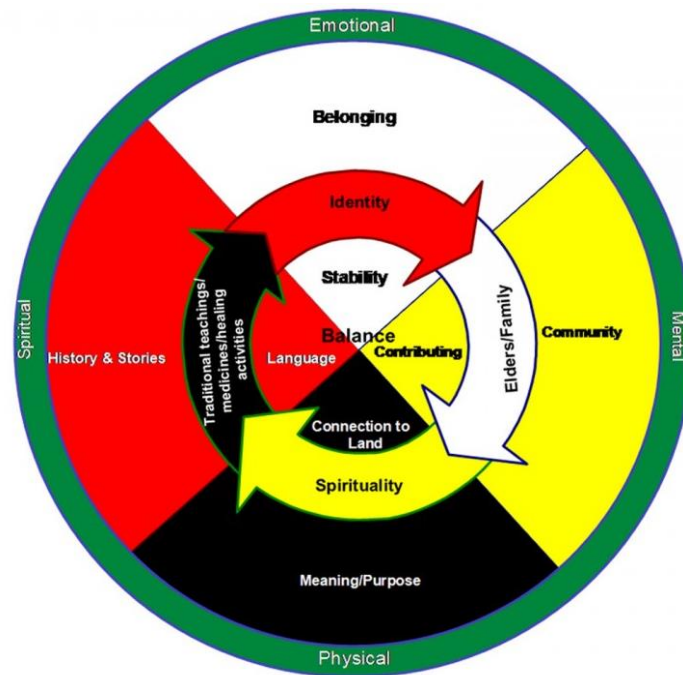 Emotional
Belonging
Identity
Stability
Balance
Spiritual
History & Stories
Traditional teachings/
medicines/healing
activities
Language
Contributing
Elders/Family
Community
Mental
Connection to
Land
Spirituality
Meaning/Purpose
Physical